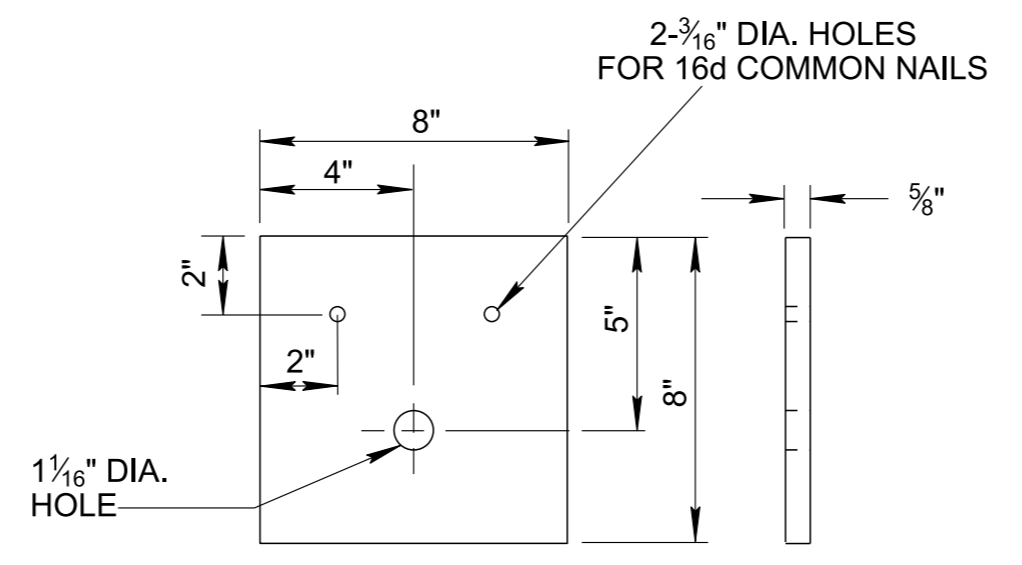 2-3⁄16" DIA. HOLES
FOR 16d COMMON NAILS
8"
4"
5⁄8"
2"
2"
5"
8"
1 1⁄16" DIA.
HOLE